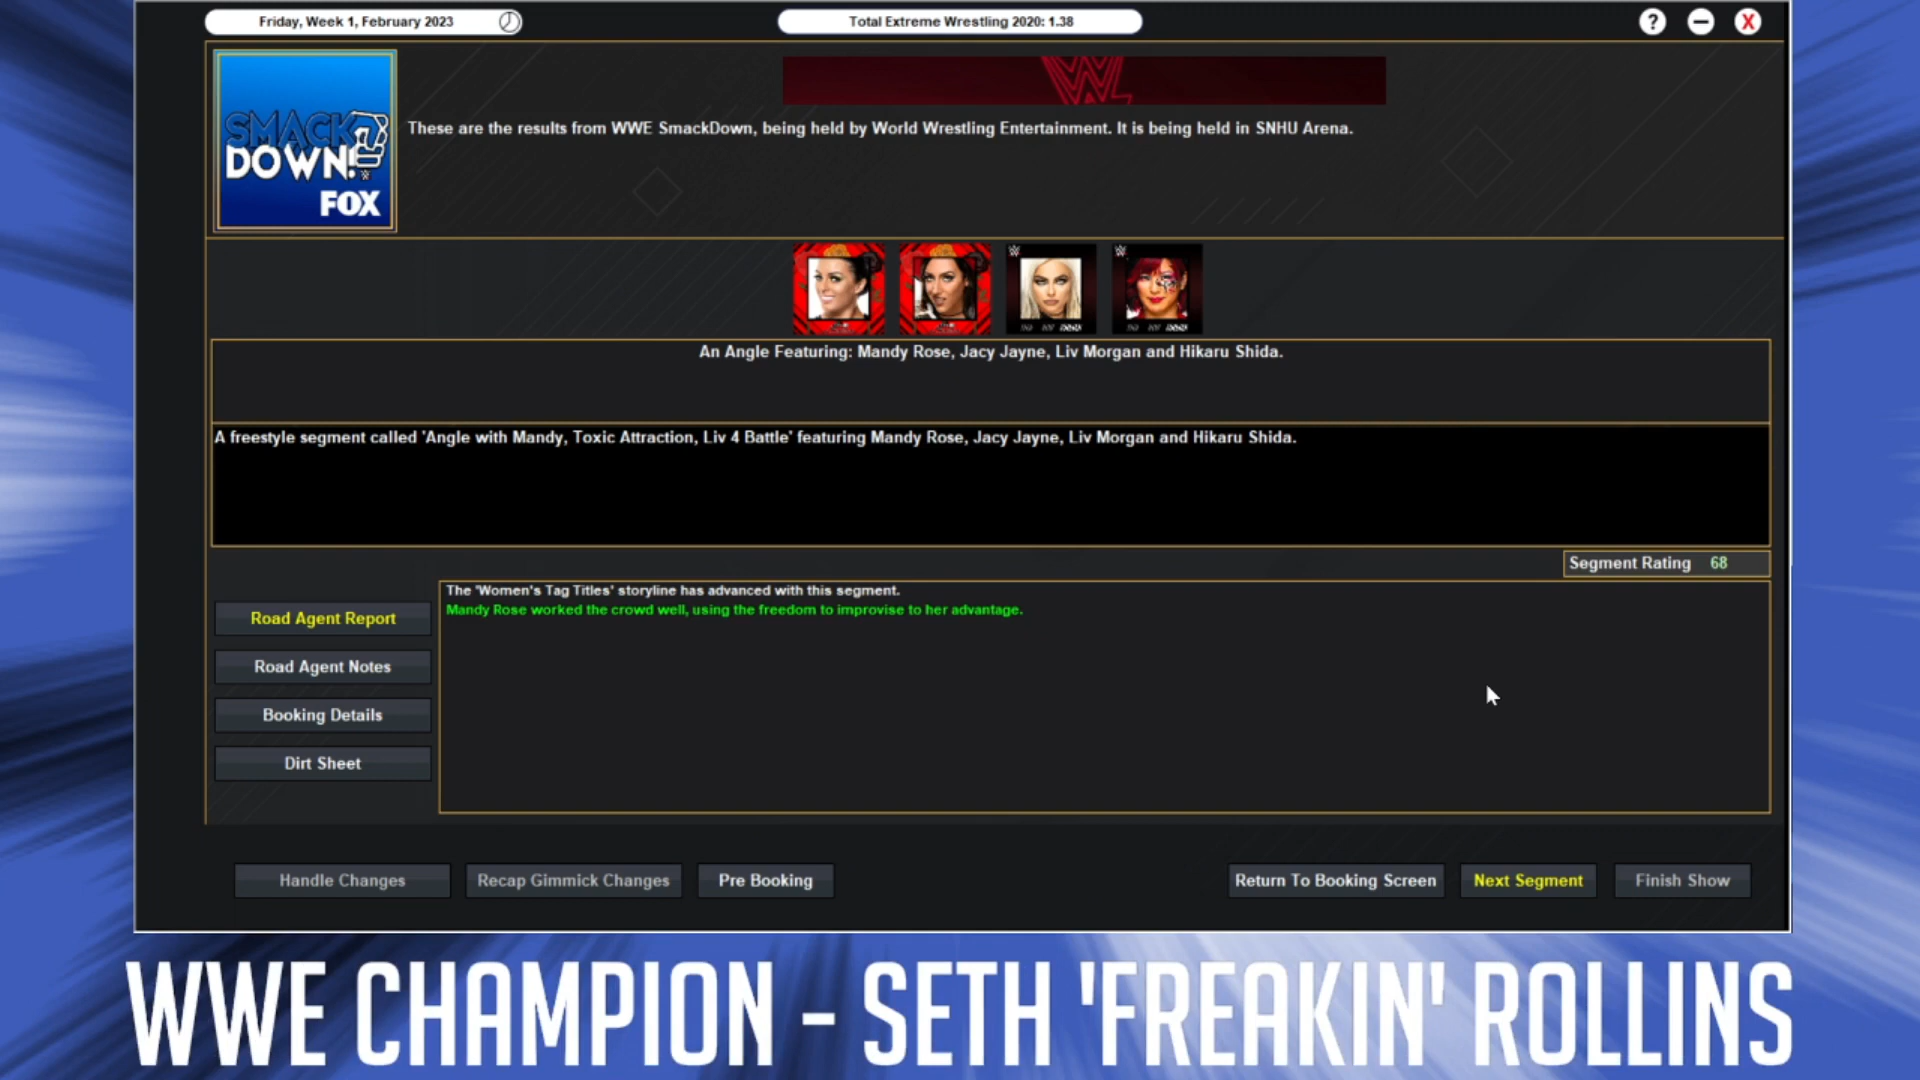 Friday, Week 1, February 2023
Total Extreme Wrestling 2020: 1.38
?
X
SMACK
DOWN!
FOX
These are the results from WWE SmackDown, being held by World Wrestling Entertainment. It is being held in SNHU Arena.
An Angle Featuring: Mandy Rose, Jacy Jayne, Liv Morgan and Hikaru Shida.
A freestyle segment called 'Angle with Mandy, Toxic Attraction, Liv 4 Battle' featuring Mandy Rose, Jacy Jayne, Liv Morgan and Hikaru Shida.
Segment Rating 68
The 'Women's Tag Titles' storyline has advanced with this segment.
Mandy Rose worked the crowd well, using the freedom to improvise to her advantage.
Road Agent Report
Road Agent Notes
Booking Details
Dirt Sheet
Handle Changes
Recap Gimmick Changes
Pre Booking
Return To Booking Screen
Next Segment
Finish Show
WWE CHAMPION - SETH 'FREAKIN' ROLLINS